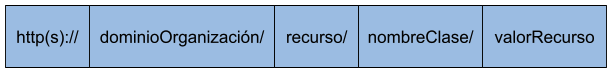 http(s):// dominioOrganización/ recurso/ nombreClase/ valorRecurso